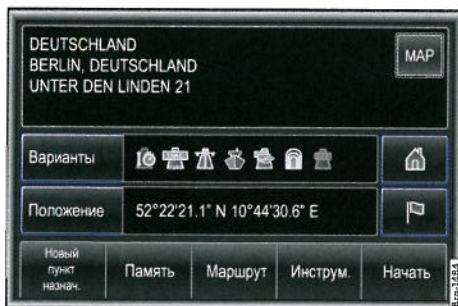 DEUTSCHLAND
BERLIN, DEUTSCHLAND
UNTER DEN LINDEN 21
MAP
Варианты
Положение
52°22'21.1" N 10°44'30.6" E
Новый
пункт
назнач.
Память
Маршрут
Инструм.
Начать